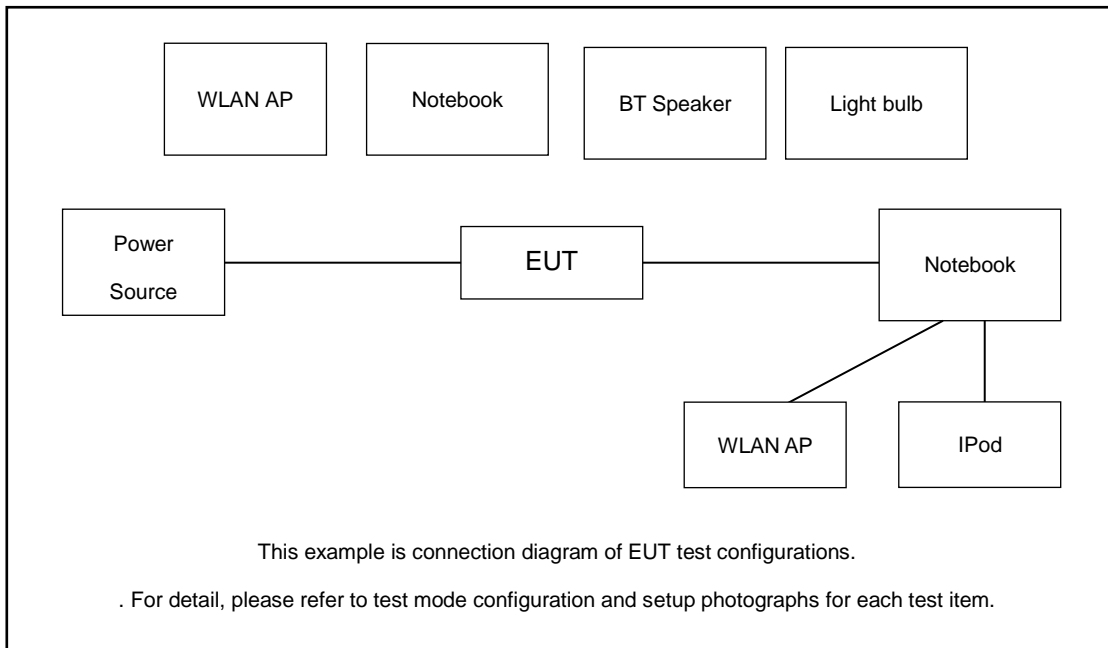 WLAN AP
Notebook
BT Speaker
Light bulb
Power
Source
EUT
Notebook
WLAN AP
IPod
This example is connection diagram of EUT test configurations.
. For detail, please refer to test mode configuration and setup photographs for each test item.